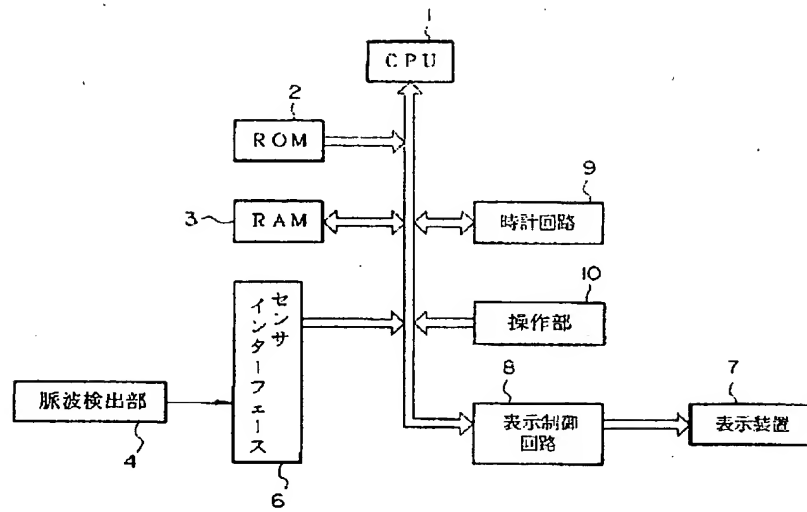 1
CPU
2
ROM
3
RAM
9
時計回路
センサ
インターフェース
10
操作部
脈波検出部
4
6
8
表示制御
回路
7
表示装置